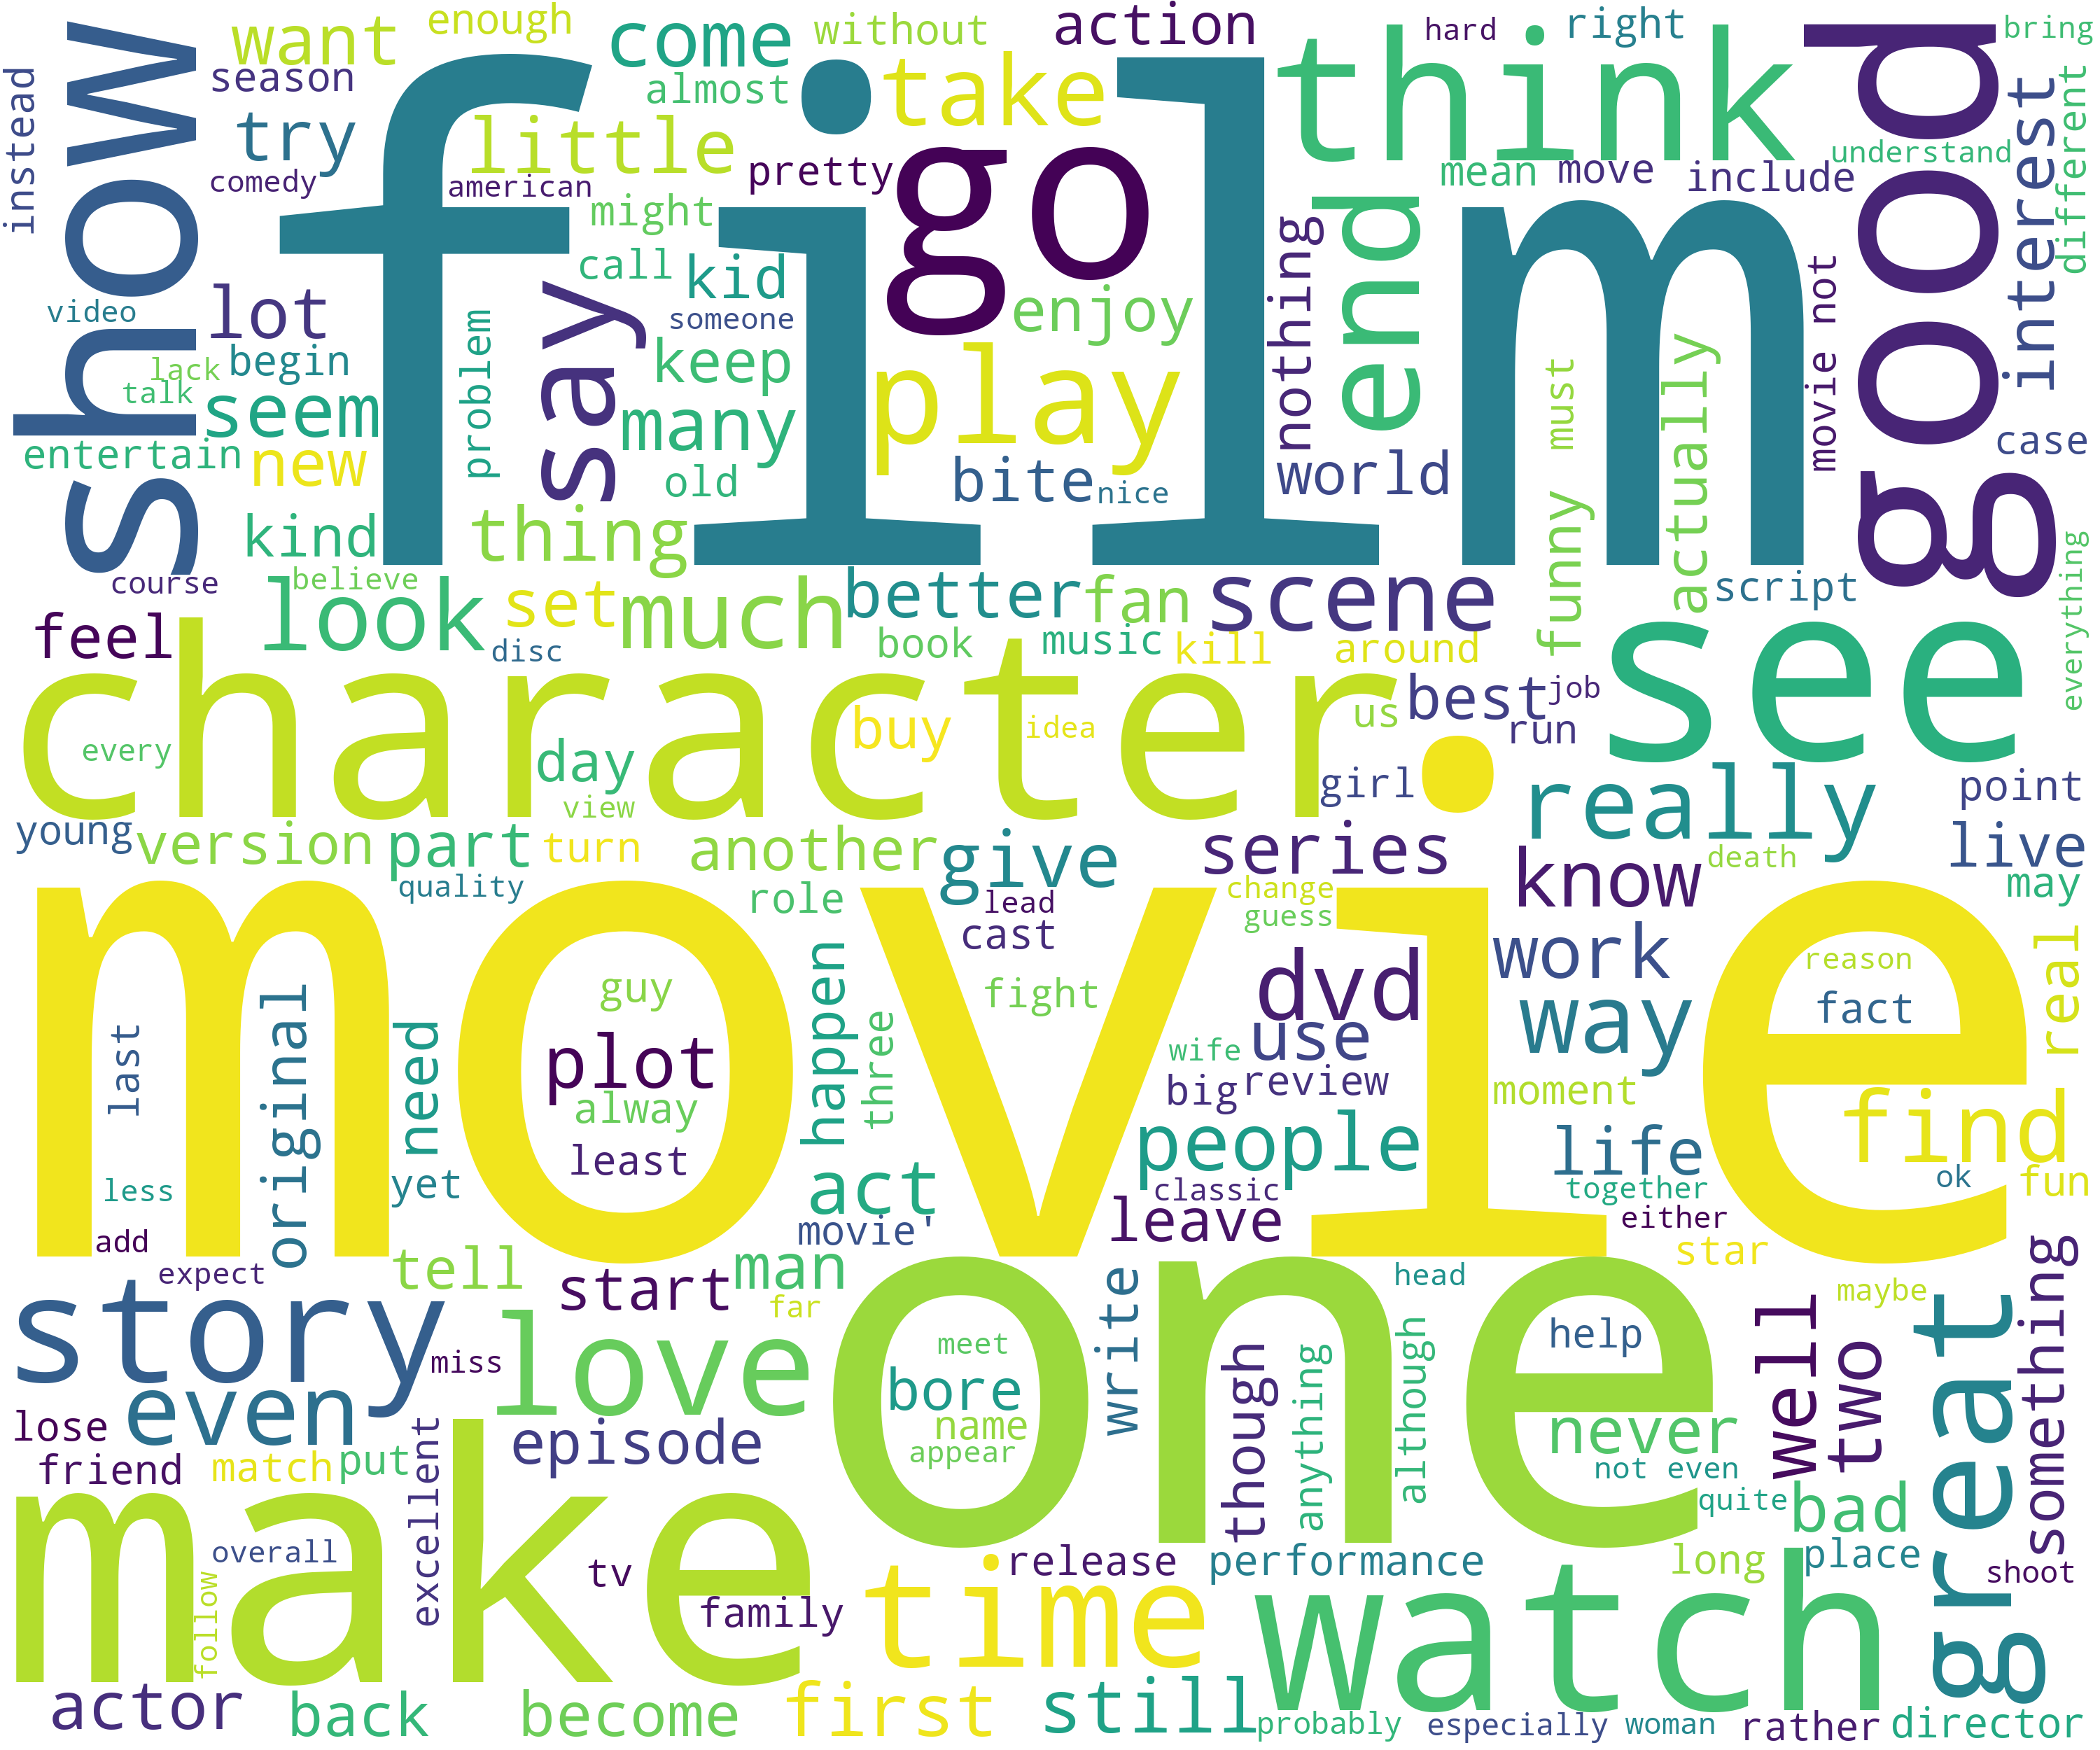 show
instead
want
season
try
comedy
enough
come
almost
without
action
hard
right
bring
film
think
good
take
little
pretty
american
might
go
mean
move
include
understand
interest
different
video
lot
begin
lack
talk
seem
entertain
new
kind
problem
say
call
kid
someone
keep
many
old
thing
enjoy
play
bite
nice
nothing
end
world
must
funny
actually
movie not
case
script
everything
course
believe
look
feel
set
much
disc
better
fan
book
music
kill
around
scene
see
character
best
job
us
run
buy
idea
day
view
every
girl
really
point
young
version
part
turn
quality
another
give
series
know
death
live
may
role
lead
cast
change
guess
movie
guy
plot
alway
least
last
less
add
original
need
yet
happen
three
act
movie'
fight
dvd
use
review
wife
big
people
classic
leave
work
way
moment
life
together
either
star
reason
fact
real
find
ok
fun
expect
tell
start
man
far
story
miss
love
one
meet
bore
name
appear
write
though
anything
although
head
help
never
not even
quite
maybe
well
two
great
something
even
lose
friend
match
put
excellent
episode
make
overall
follow
tv
family
time
release
performance
watch
long
bad
place
shoot
actor
back
become
first
still
probably
especially
woman
rather
director